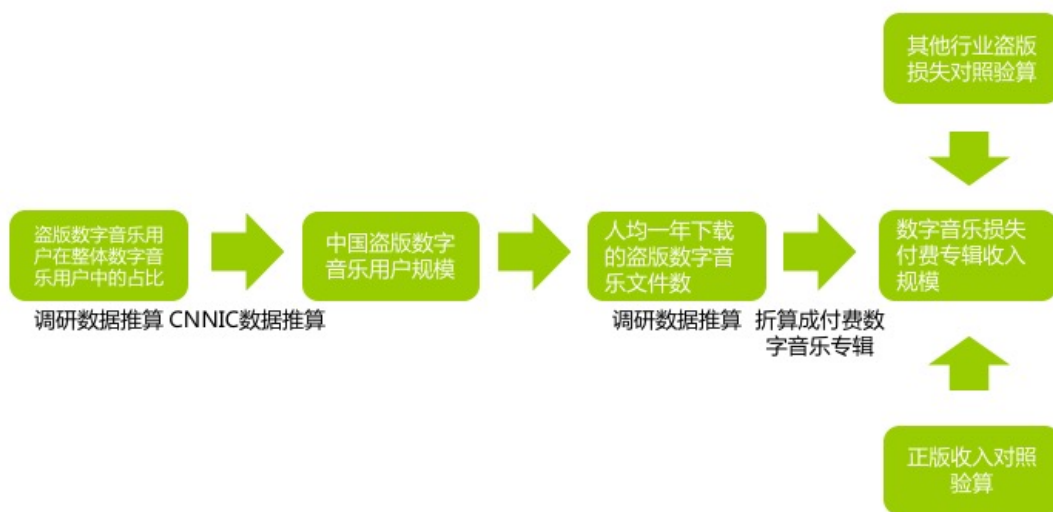 其他行业盗版
损失对照验算
盗版数字音乐用
户在整体数字音
乐用户中的占比
中国盗版数字
音乐用户规模
人均一年下载
的盗版数字音
乐文件数
数字音乐损失
付费专辑收入
规模
调研数据推算 CNNIC数据推算
调研数据推算
折算成付费数
字音乐专辑
正版收入对照
验算